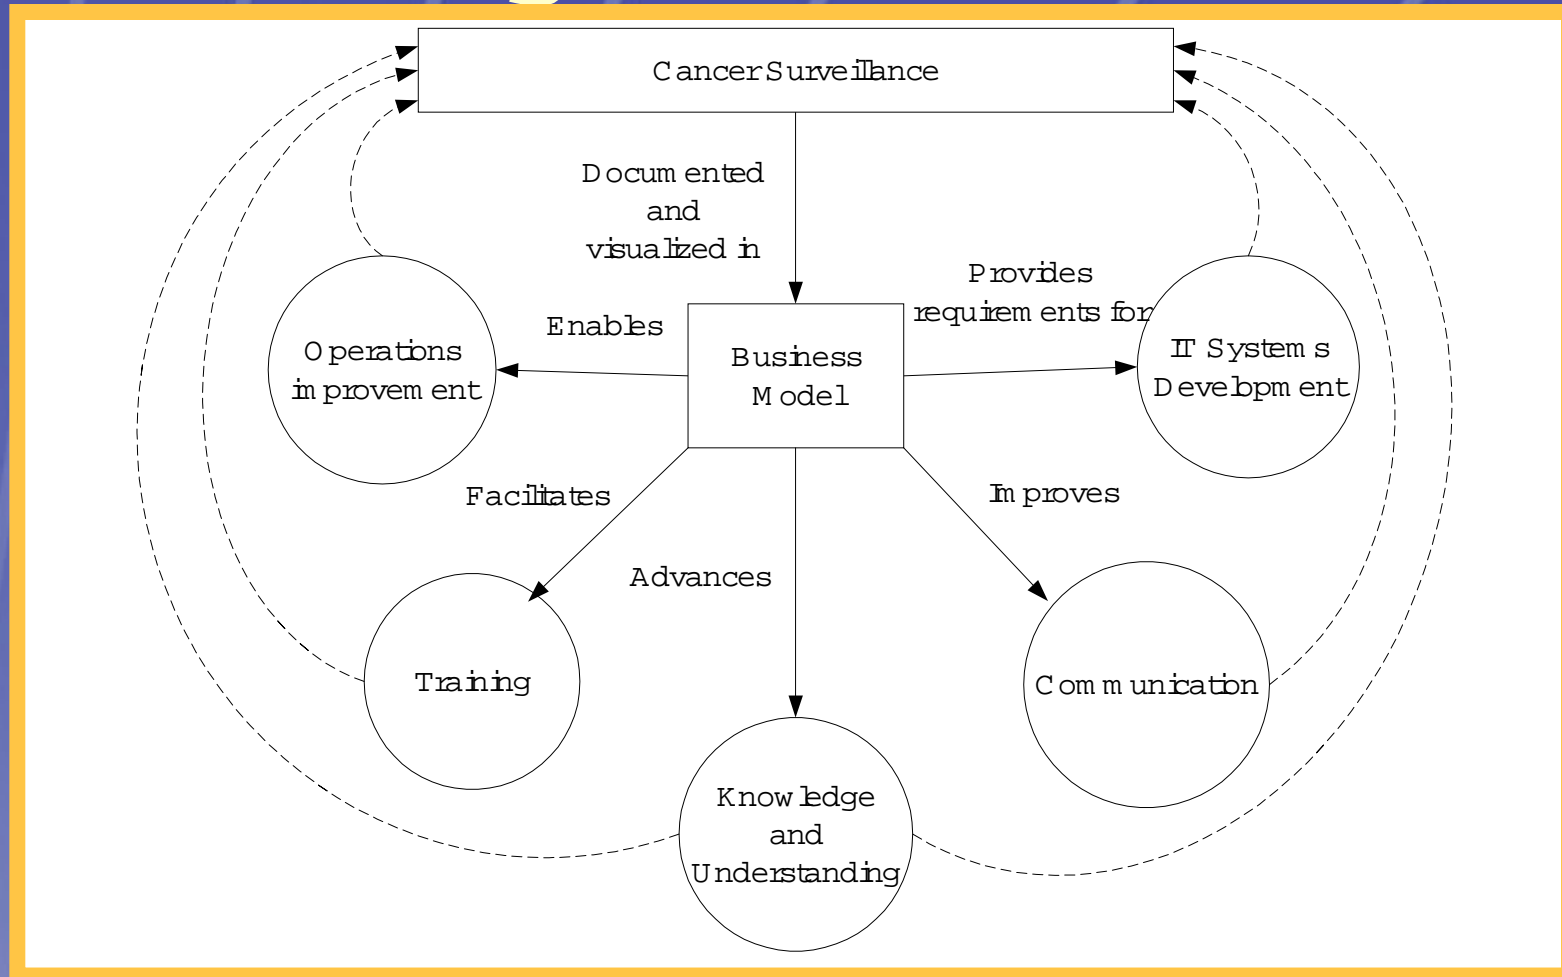 Cancer Surveillance
Documented
and
visualized in
Provides
requirements for
Enables
Operations
improvement
Business
Model
IT Systems
Development
Facilitates
Improves
Advances
Training
Communication
Knowledge
and
Understanding